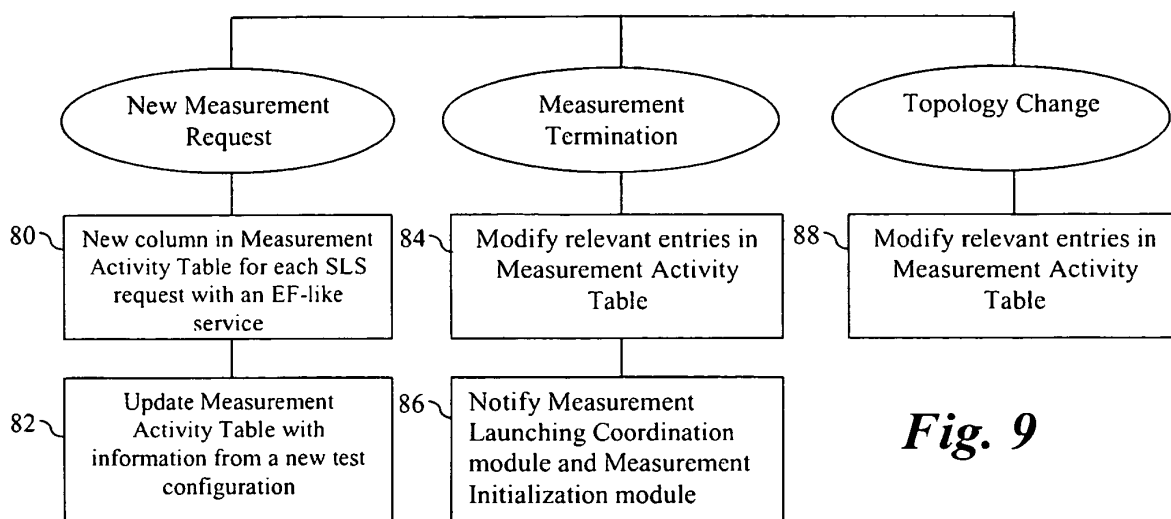 New Measurement
Request
Measurement
Termination
Topology Change
80
New column in Measurement
Activity Table for each SLS
request with an EF-like
service
84
Modify relevant entries in
Measurement Activity
Table
88
Modify relevant entries in
Measurement Activity
Table
82
Update Measurement
Activity Table with
information from a new test
configuration
86
Notify Measurement
Launching Coordination
module and Measurement
Initialization module
Fig. 9